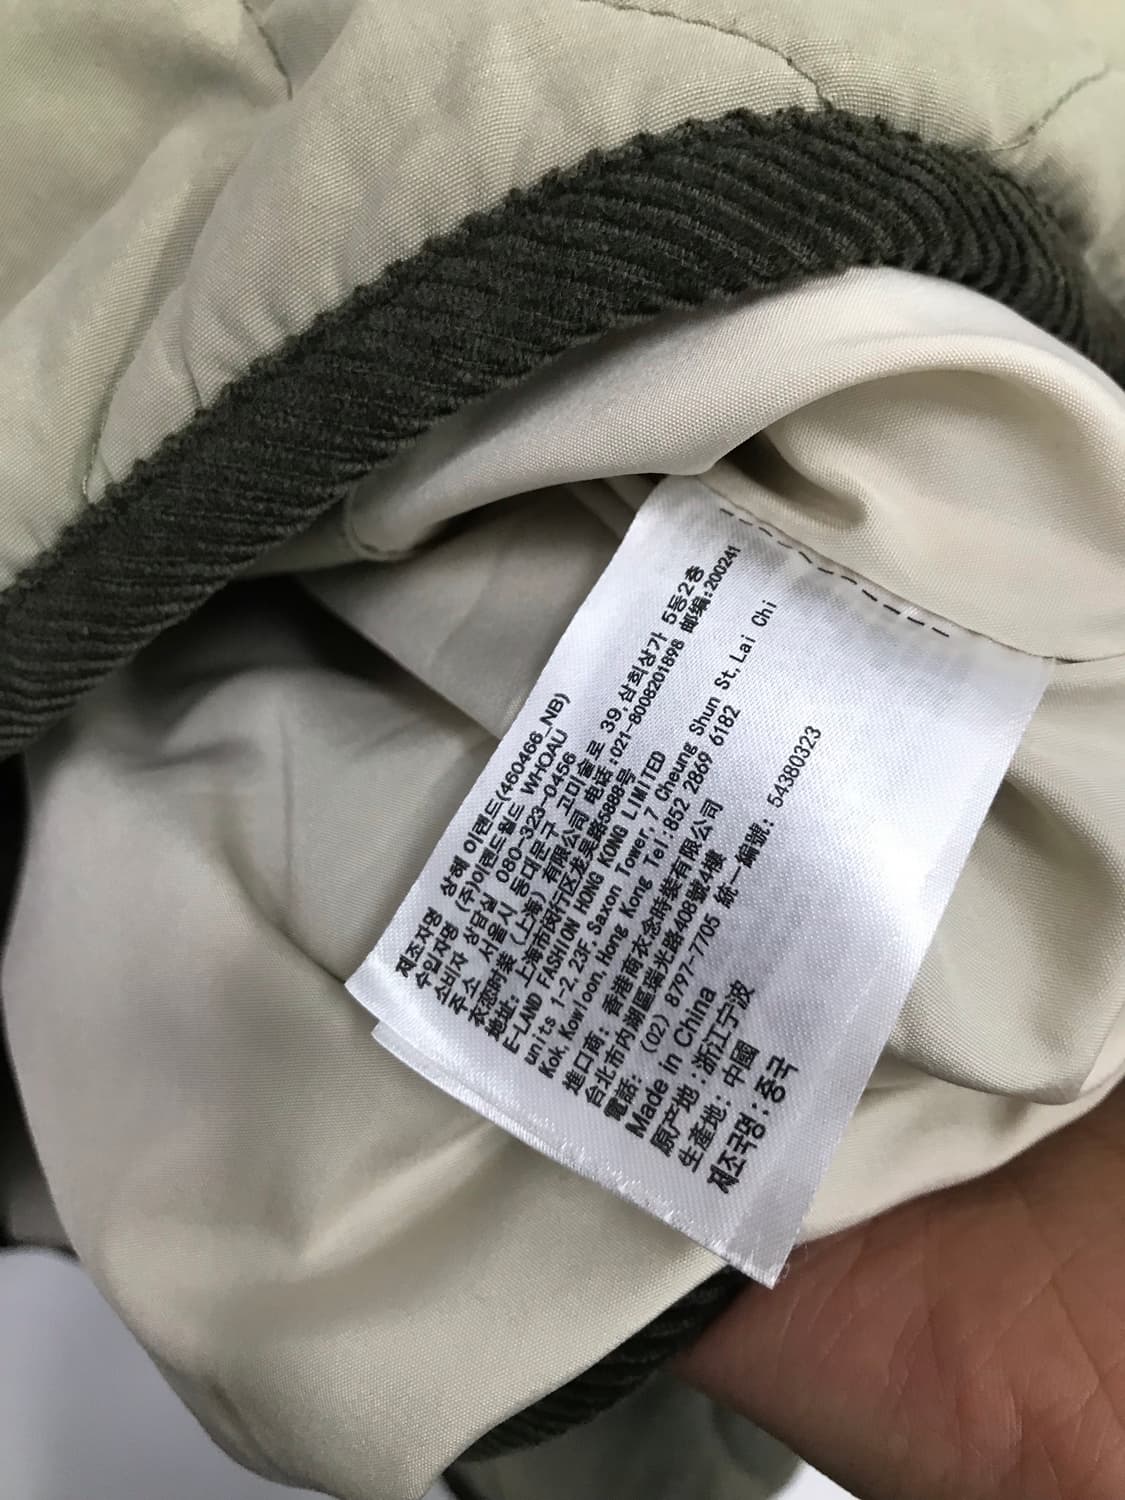 제조자명 상해 이랜드(460466_NB)
수입자명 (주)이랜드월드 WHOAU
소비자 상담실 080-323-0456
주소 서울시 동대문구 고미술로 39,삼희상가 5동2층
衣恋时装(上海)有限公司 电话:021-8008201898 邮编:200241
地址: 上海市闵行区龙吴路5888号
E-LAND FASHION HONG KONG LIMITED
units 1-2,23F,Saxon Tower,7 Cheung Shun St,Lai Chi
Kok,Kowloon,Hong Kong Tel:852 2869 6182
進口商: 香港商衣念時裝有限公司
台北市內湖區瑞光路408號4樓
電話: (02) 8797-7705 統一編號: 54380323
Made in China
原产地:浙江宁波
生產地: 中國
제조국명:중국